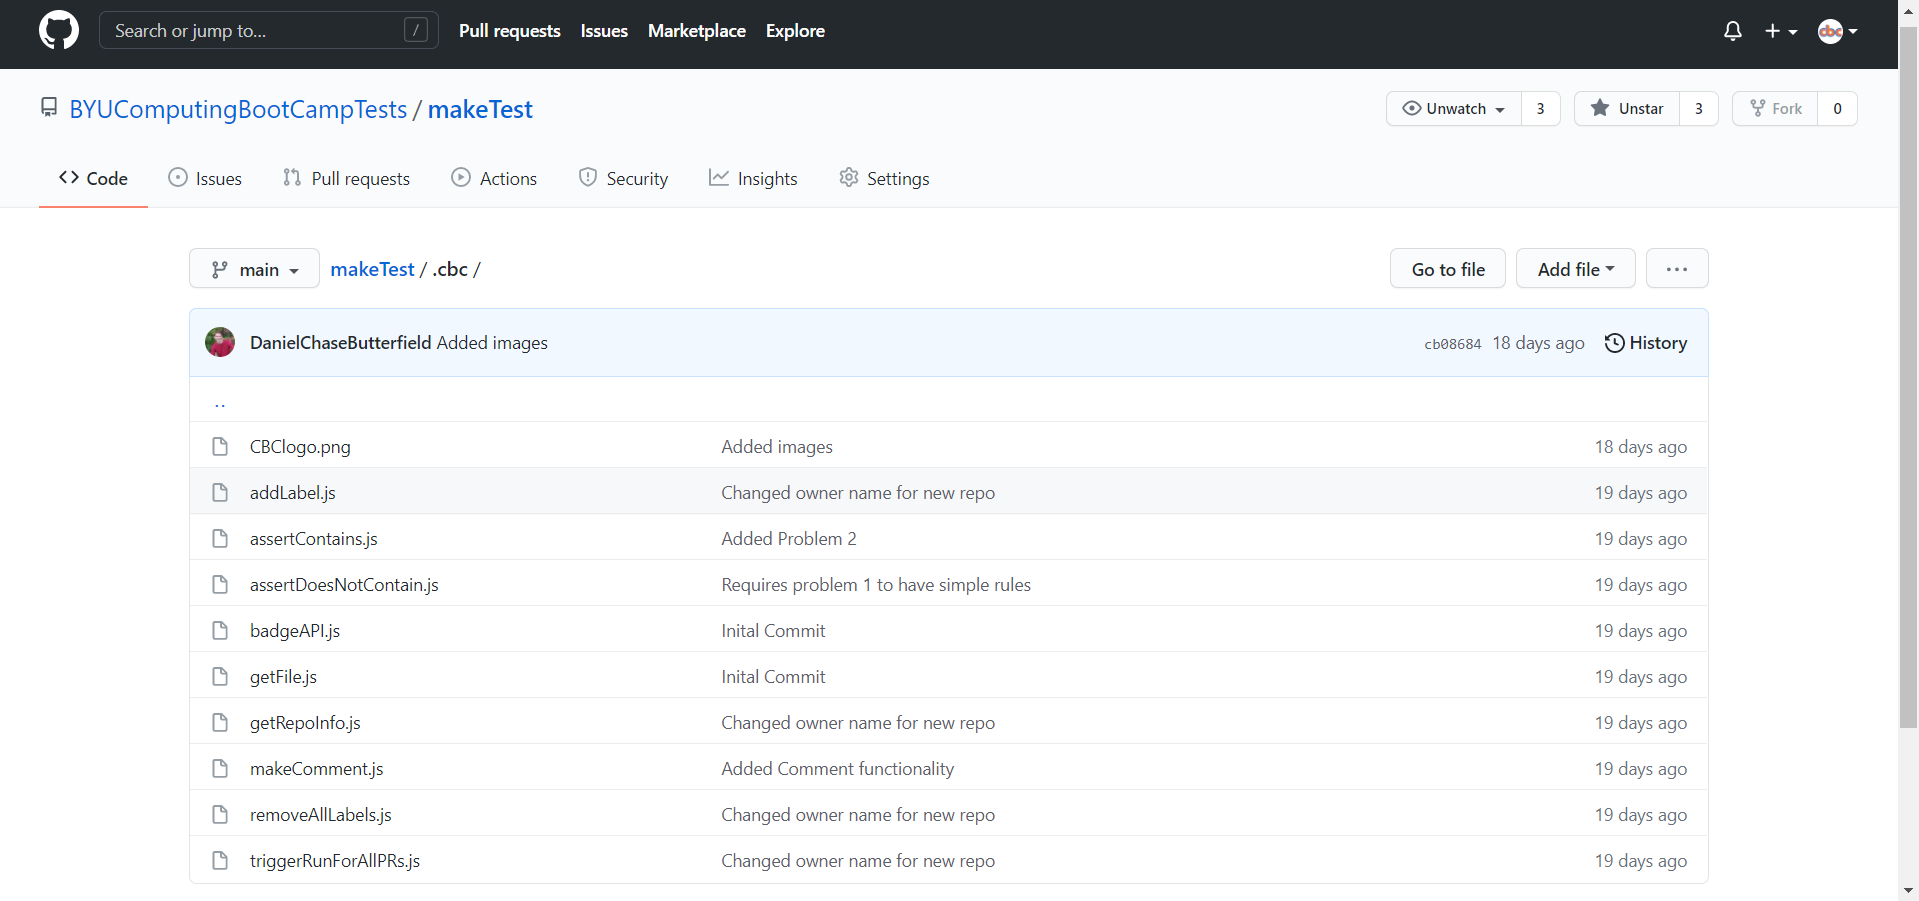 Search or jump to... /
Pull requests Issues Marketplace Explore
cbc
BYUComputingBootCampTests / makeTest
Unwatch 3 Unstar 3 Fork 0
Code Issues Pull requests Actions Security Insights Settings
main makeTest / .cbc /
Go to file Add file ...
DanielChaseButterfield Added images cb08684 18 days ago History
..
CBClogo.png Added images 18 days ago
addLabel.js Changed owner name for new repo 19 days ago
assertContains.js Added Problem 2 19 days ago
assertDoesNotContain.js Requires problem 1 to have simple rules 19 days ago
badgeAPI.js Inital Commit 19 days ago
getFile.js Inital Commit 19 days ago
getRepoInfo.js Changed owner name for new repo 19 days ago
makeComment.js Added Comment functionality 19 days ago
removeAllLabels.js Changed owner name for new repo 19 days ago
triggerRunForAllPRs.js Changed owner name for new repo 19 days ago